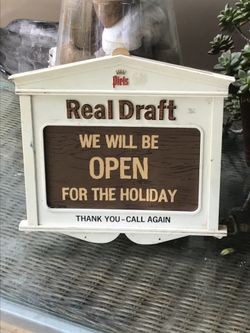 Piels
Real Draft
WE WILL BE
OPEN
FOR THE HOLIDAY
THANK YOU - CALL AGAIN